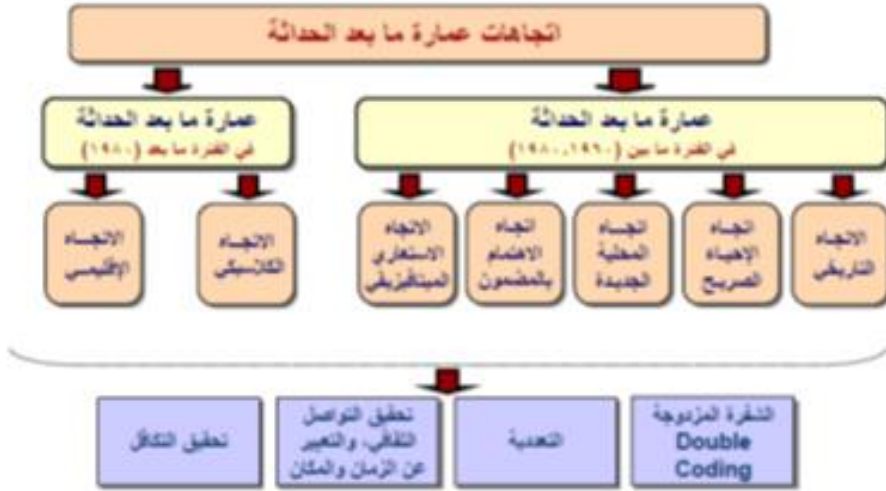 اتجاهات عمارة ما بعد الحداثة
عمارة ما بعد الحداثة
في الفترة ما بين (١٩٦٠، ١٩٨٠)
عمارة ما بعد الحداثة
في الفترة ما بعد (١٩٨٠)
الاتجاه
التاريخي
اتجاه
الإحياء
الصريح
اتجاه
المحلية
الجديدة
اتجاه
الاهتمام
بالمضمون
الاتجاه
الاستعاري
الميتافيزيقي
الاتجاه
الكلاسيكي
الاتجاه
الإقليمي
الشفرة المزدوجة
Double
Coding
التعددية
تحقيق التواصل
الثقافي، والتعبير
عن الزمان والمكان
تحقيق التكافل